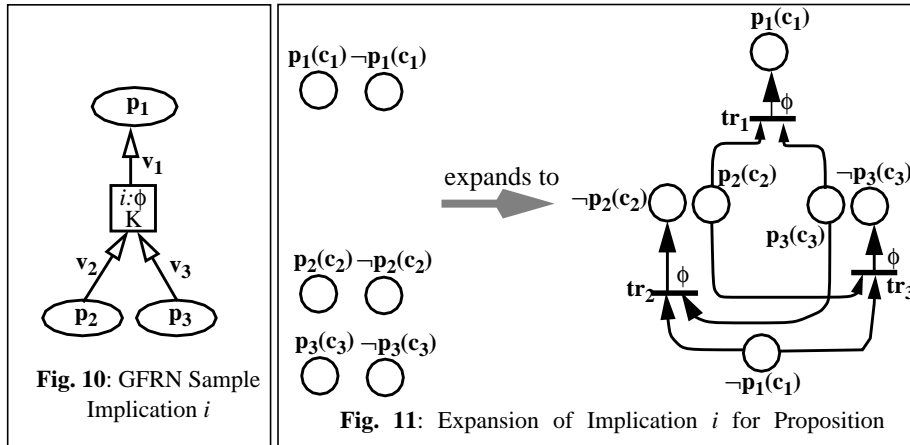 p1
v1
i:ϕ
K
v2
v3
p2
p3
Fig. 10: GFRN Sample
Implication i
p1(c1) ¬p1(c1)
p2(c2) ¬p2(c2)
p3(c3) ¬p3(c3)
expands to
p1(c1)
ϕ
tr1
p2(c2)
¬p3(c3)
¬p2(c2)
p3(c3)
ϕ
ϕ
tr2
tr3
¬p1(c1)
Fig. 11: Expansion of Implication i for Proposition